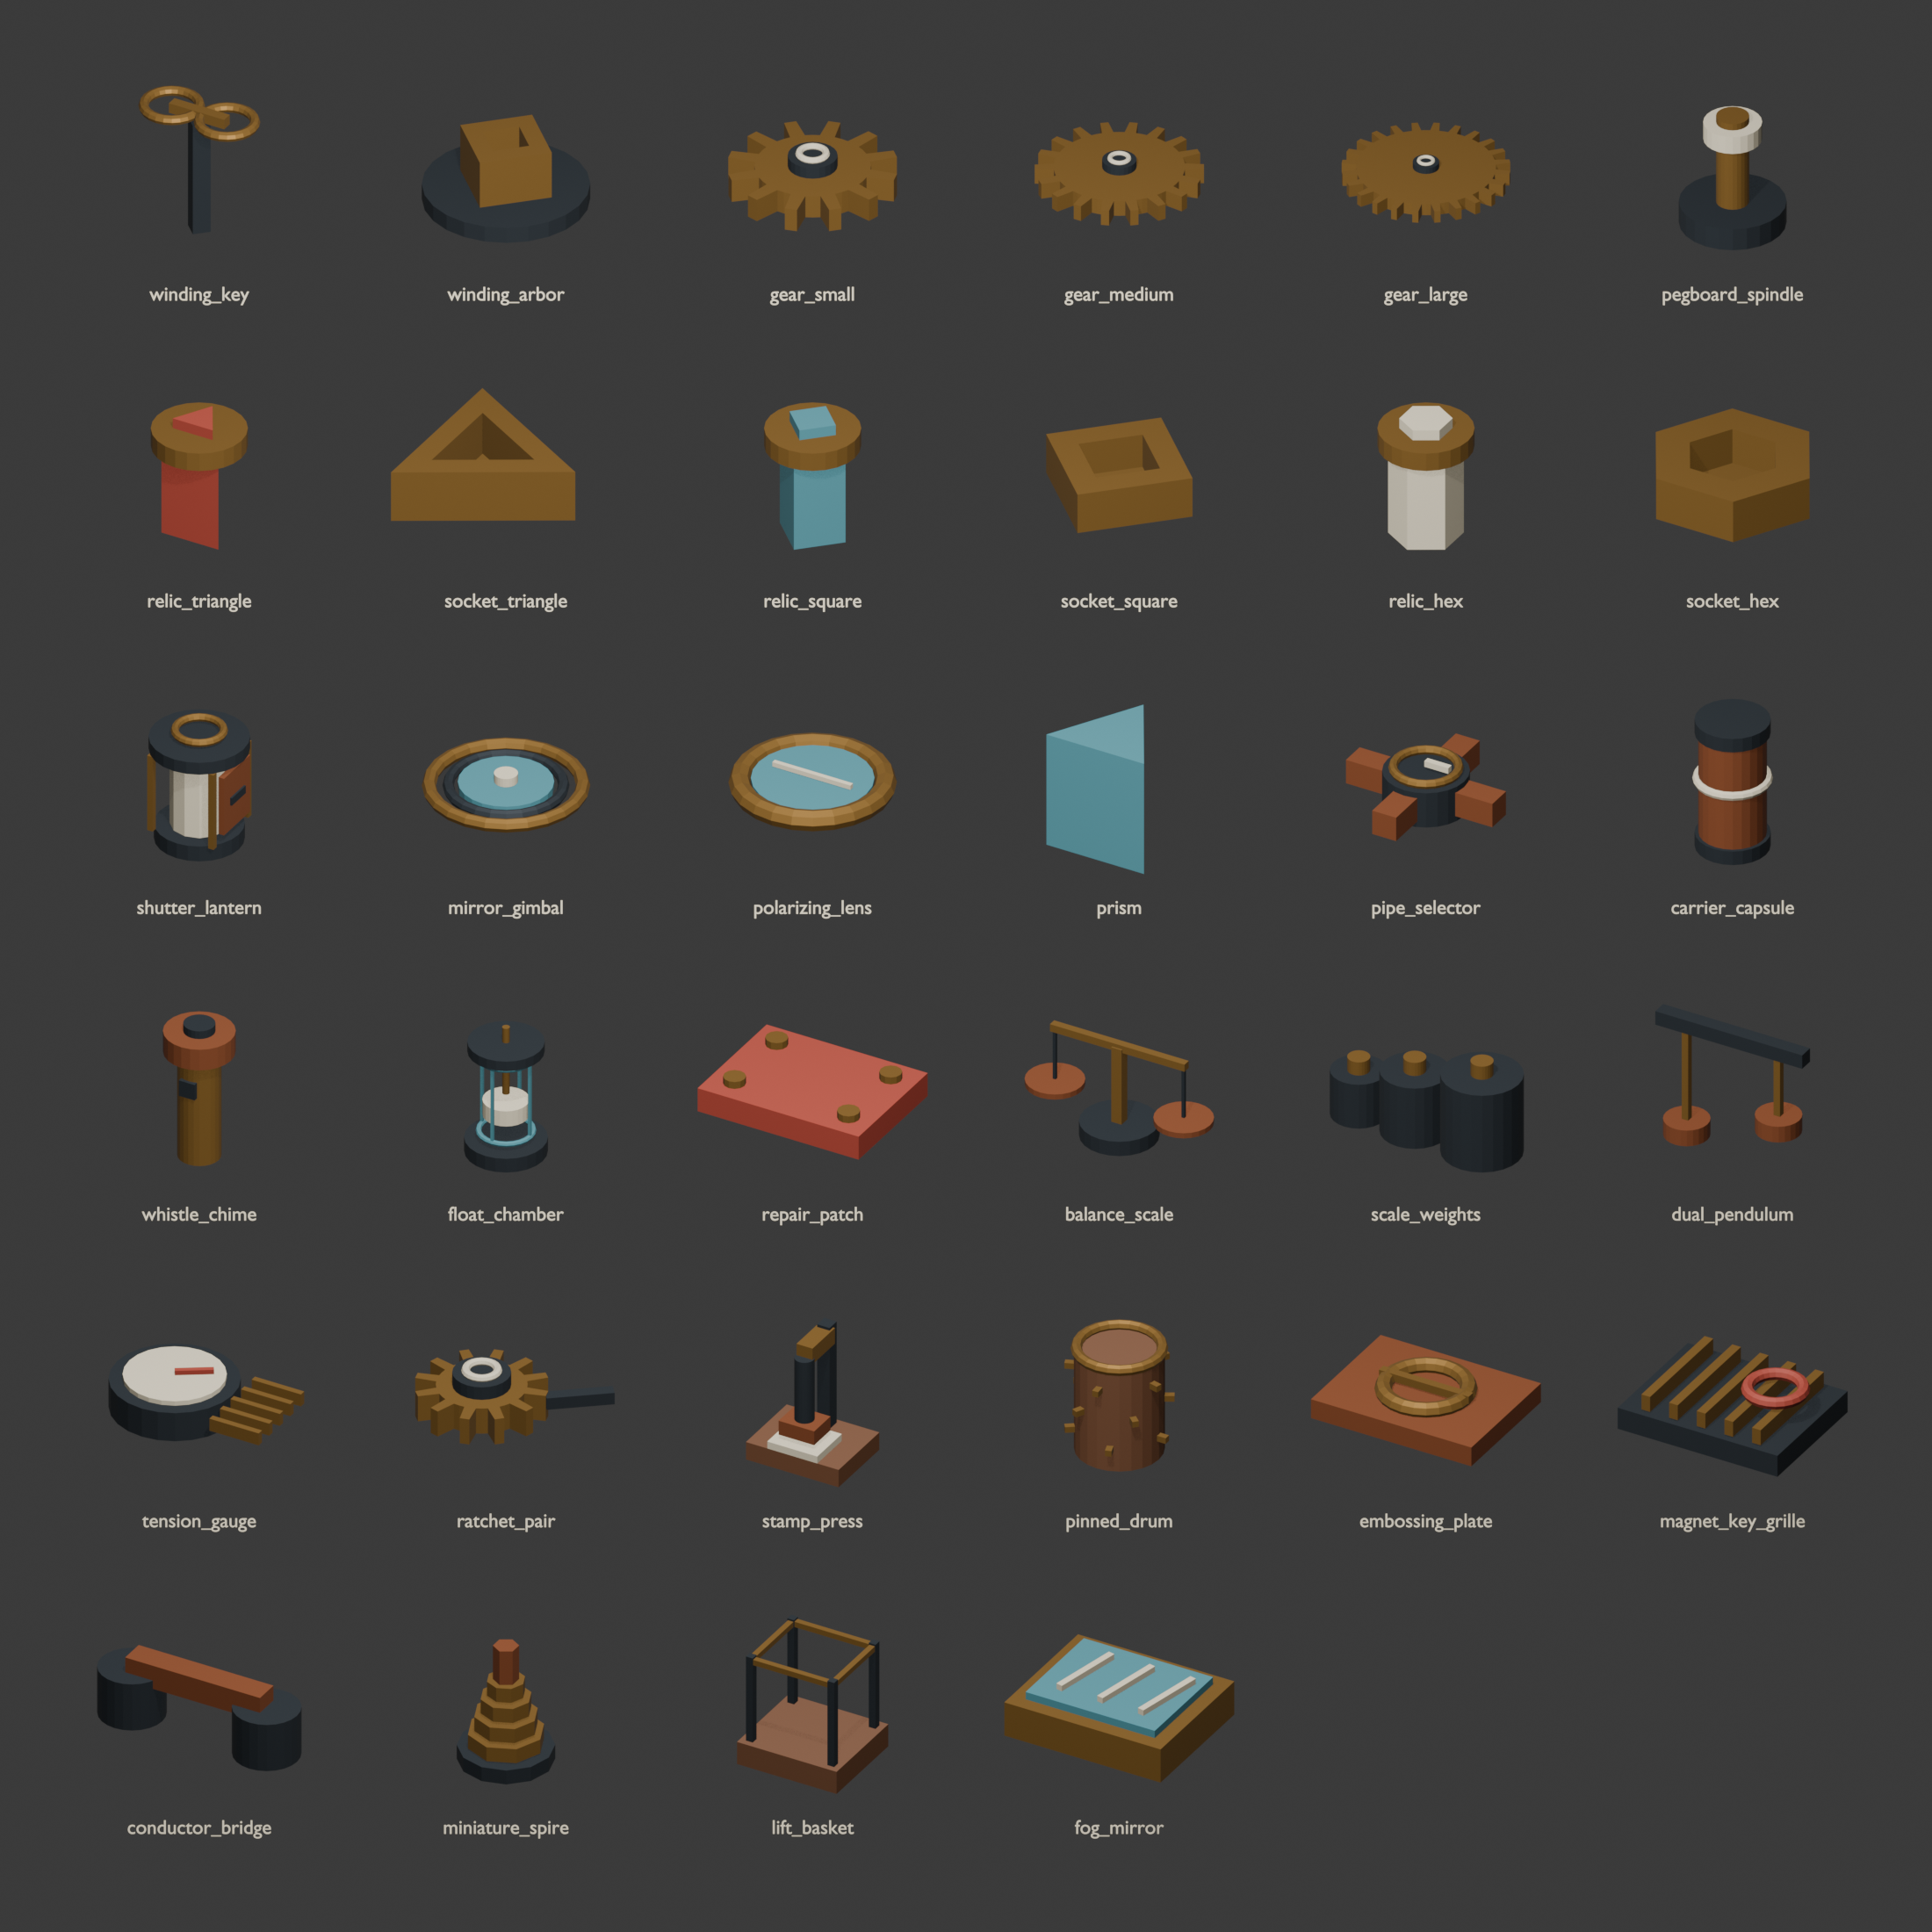 winding_key
winding_arbor
gear_small
gear_medium
gear_large
pegboard_spindle
relic_triangle
socket_triangle
relic_square
socket_square
relic_hex
socket_hex
shutter_lantern
mirror_gimbal
polarizing_lens
prism
pipe_selector
carrier_capsule
whistle_chime
float_chamber
repair_patch
balance_scale
scale_weights
dual_pendulum
tension_gauge
ratchet_pair
stamp_press
pinned_drum
embossing_plate
magnet_key_grille
conductor_bridge
miniature_spire
lift_basket
fog_mirror